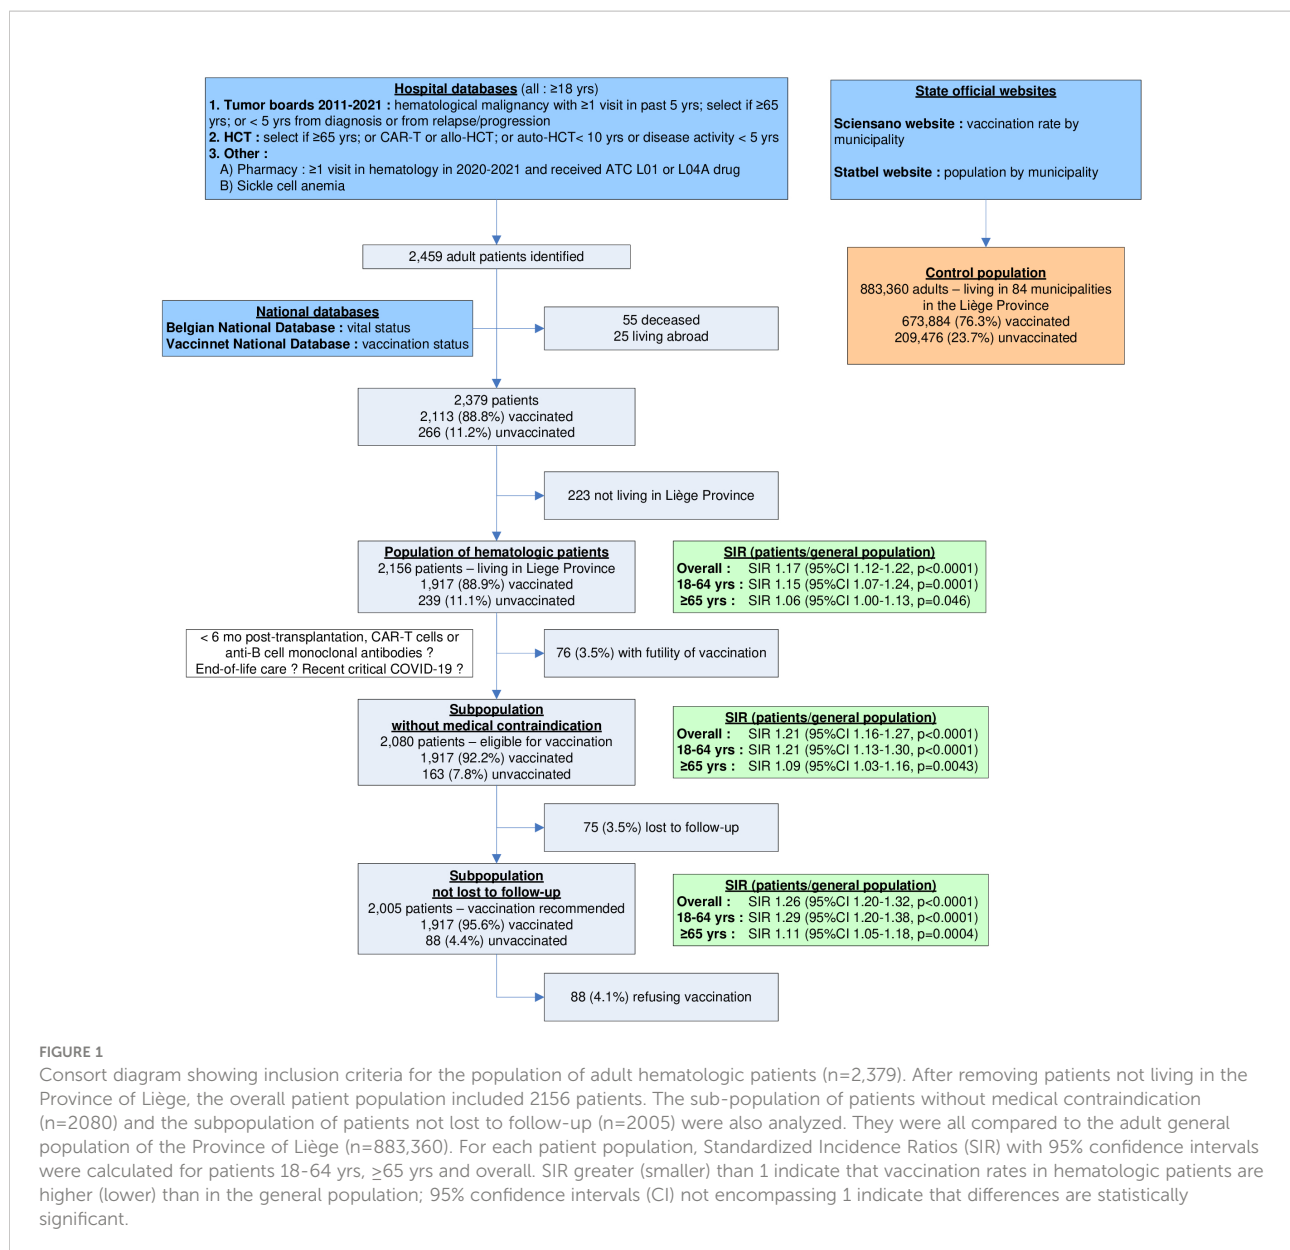 Hospital databases (all : ≥18 yrs)
1. Tumor boards 2011-2021 : hematological malignancy with ≥1 visit in past 5 yrs; select if ≥65
yrs; or < 5 yrs from diagnosis or from relapse/progression
2. HCT : select if ≥65 yrs; or CAR-T or allo-HCT; or auto-HCT< 10 yrs or disease activity < 5 yrs
3. Other :
A) Pharmacy : ≥1 visit in hematology in 2020-2021 and received ATC L01 or L04A drug
B) Sickle cell anemia
State official websites
Sciensano website : vaccination rate by
municipality
Statbel website : population by municipality
2,459 adult patients identified
Control population
883,360 adults – living in 84 municipalities
in the Liège Province
673,884 (76.3%) vaccinated
209,476 (23.7%) unvaccinated
National databases
Belgian National Database : vital status
Vaccinnet National Database : vaccination status
55 deceased
25 living abroad
2,379 patients
2,113 (88.8%) vaccinated
266 (11.2%) unvaccinated
223 not living in Liège Province
Population of hematologic patients
2,156 patients – living in Liege Province
1,917 (88.9%) vaccinated
239 (11.1%) unvaccinated
SIR (patients/general population)
Overall : SIR 1.17 (95%CI 1.12-1.22, p<0.0001)
18-64 yrs : SIR 1.15 (95%CI 1.07-1.24, p=0.0001)
≥65 yrs : SIR 1.06 (95%CI 1.00-1.13, p=0.046)
< 6 mo post-transplantation, CAR-T cells or
anti-B cell monoclonal antibodies ?
End-of-life care ? Recent critical COVID-19 ?
76 (3.5%) with futility of vaccination
Subpopulation
without medical contraindication
2,080 patients – eligible for vaccination
1,917 (92.2%) vaccinated
163 (7.8%) unvaccinated
SIR (patients/general population)
Overall : SIR 1.21 (95%CI 1.16-1.27, p<0.0001)
18-64 yrs : SIR 1.21 (95%CI 1.13-1.30, p<0.0001)
≥65 yrs : SIR 1.09 (95%CI 1.03-1.16, p=0.0043)
75 (3.5%) lost to follow-up
Subpopulation
not lost to follow-up
2,005 patients – vaccination recommended
1,917 (95.6%) vaccinated
88 (4.4%) unvaccinated
SIR (patients/general population)
Overall : SIR 1.26 (95%CI 1.20-1.32, p<0.0001)
18-64 yrs : SIR 1.29 (95%CI 1.20-1.38, p<0.0001)
≥65 yrs : SIR 1.11 (95%CI 1.05-1.18, p=0.0004)
88 (4.1%) refusing vaccination
FIGURE 1
Consort diagram showing inclusion criteria for the population of adult hematologic patients (n=2,379). After removing patients not living in the
Province of Liège, the overall patient population included 2156 patients. The sub-population of patients without medical contraindication
(n=2080) and the subpopulation of patients not lost to follow-up (n=2005) were also analyzed. They were all compared to the adult general
population of the Province of Liège (n=883,360). For each patient population, Standardized Incidence Ratios (SIR) with 95% confidence intervals
were calculated for patients 18-64 yrs, ≥65 yrs and overall. SIR greater (smaller) than 1 indicate that vaccination rates in hematologic patients are
higher (lower) than in the general population; 95% confidence intervals (CI) not encompassing 1 indicate that differences are statistically
significant.